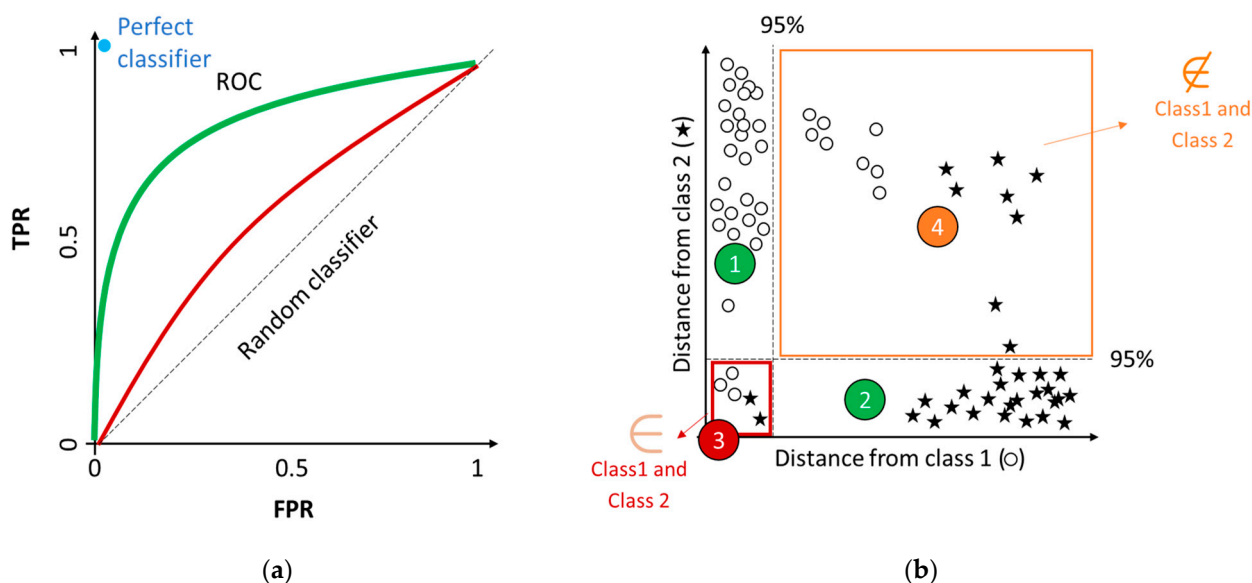 Perfect
classifier
ROC
Random classifier
TPR
1
0.5
0
0
0.5
1
FPR
(a)
95%
∉
Class1 and
Class 2
Distance from class 2 (★)
4
1
95%
2
3
∈
Class1 and
Class 2
Distance from class 1 (○)
(b)